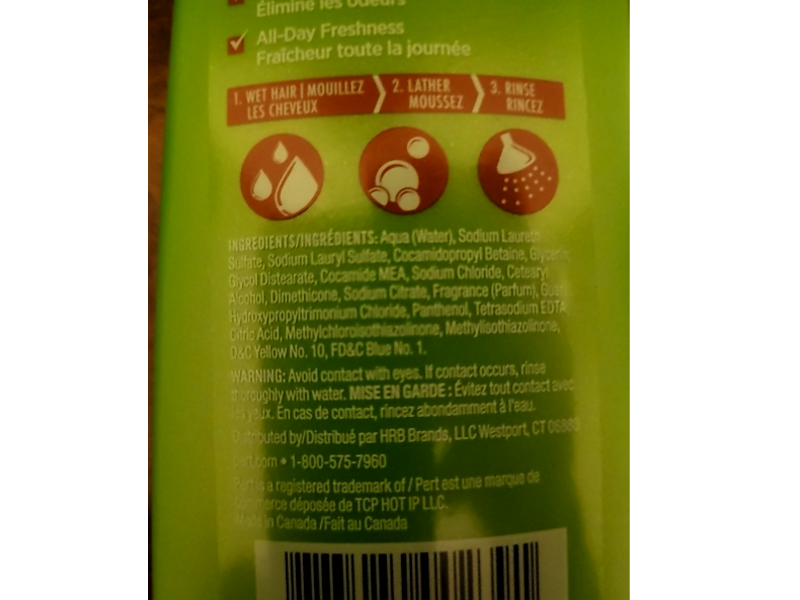 Élimine les odeurs
All-Day Freshness
Fraîcheur toute la journée
1. WET HAIR | MOUILLEZ LES CHEVEUX
2. LATHER MOUSSEZ
3. RINSE RINCEZ
INGREDIENTS/INGRÉDIENTS: Aqua (Water), Sodium Laureth
Sulfate, Sodium Lauryl Sulfate, Cocamidopropyl Betaine, Glycerin,
Glycol Distearate, Cocamide MEA, Sodium Chloride, Cetearyl
Alcohol, Dimethicone, Sodium Citrate, Fragrance (Parfum), Guar
Hydroxypropyltrimonium Chloride, Panthenol, Tetrasodium EDTA,
Citric Acid, Methylchloroisothiazolinone, Methylisothiazolinone,
D&C Yellow No. 10, FD&C Blue No. 1.
WARNING: Avoid contact with eyes. If contact occurs, rinse
thoroughly with water. MISE EN GARDE : Évitez tout contact avec
les yeux. En cas de contact, rincez abondamment à l'eau.
Distributed by/Distribué par HRB Brands, LLC Westport, CT 06883
pert.com • 1-800-575-7960
Pert is a registered trademark of / Pert est une marque de
commerce déposée de TCP HOT IP LLC.
Made in Canada /Fait au Canada